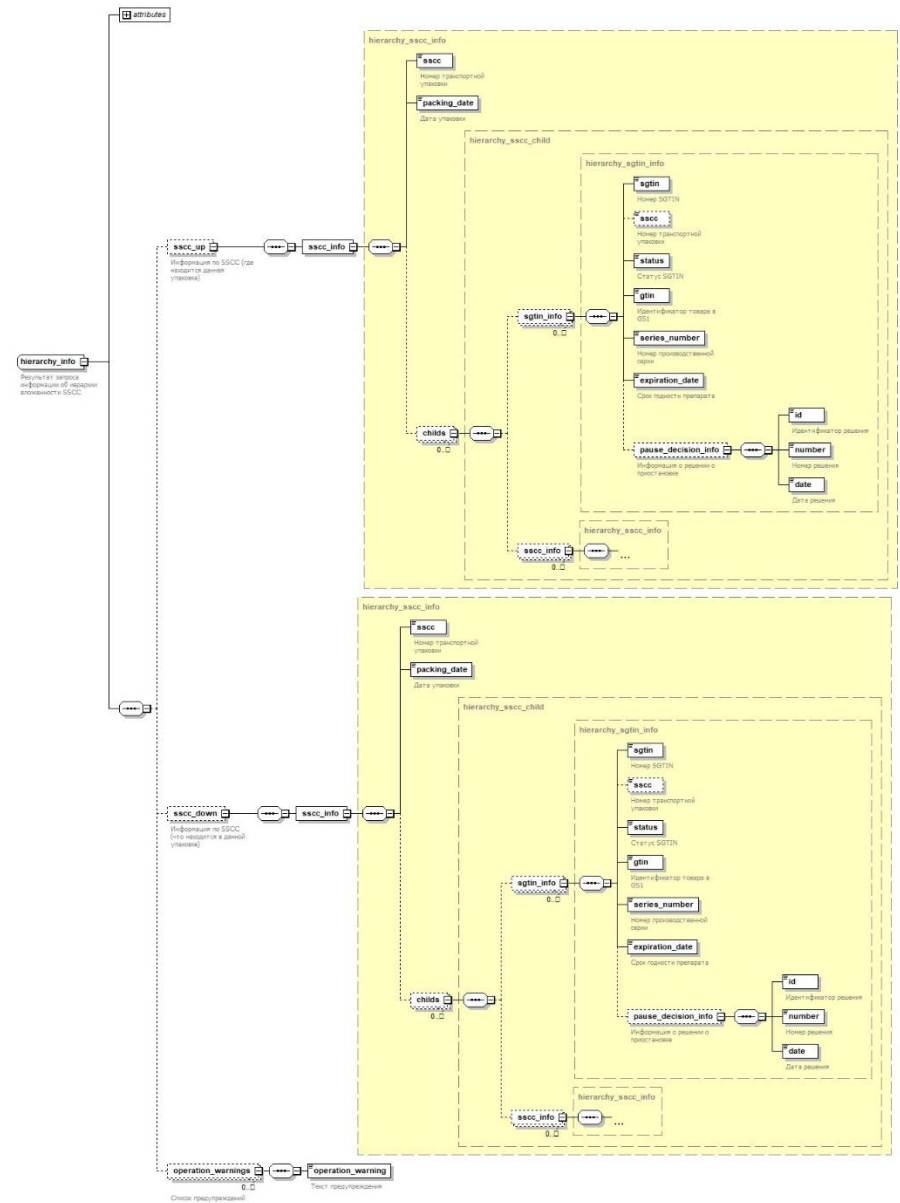 attributes
hierarchy_sscc_info
sscc
Номер транспортной
упаковки
packing_date
Дата упаковки
hierarchy_sscc_child
hierarchy_sgtin_info
sgtin
Номер SGTIN
sscc
Номер транспортной
упаковки
status
Статус SGTIN
gtin
Идентификатор товара в
GS1
series_number
Номер производственной
серии
expiration_date
Срок годности препарата
pause_decision_info
Информация о решении о
приостановке
id
Идентификатор решения
number
Номер решения
date
Дата решения
sscc_up
Информация по SSCC (где
находится данная
упаковка)
sscc_info
sgtin_info
0..□
childs
0..□
sscc_info
0..□
hierarchy_sscc_info
...
hierarchy_info
Результат запроса
информации об иерархии
вложенности SSCC
hierarchy_sscc_info
sscc
Номер транспортной
упаковки
packing_date
Дата упаковки
hierarchy_sscc_child
hierarchy_sgtin_info
sgtin
Номер SGTIN
sscc
Номер транспортной
упаковки
status
Статус SGTIN
gtin
Идентификатор товара в
GS1
series_number
Номер производственной
серии
expiration_date
Срок годности препарата
pause_decision_info
Информация о решении о
приостановке
id
Идентификатор решения
number
Номер решения
date
Дата решения
sscc_down
Информация по SSCC
(что находится в данной
упаковке)
sscc_info
sgtin_info
0..□
childs
0..□
sscc_info
0..□
hierarchy_sscc_info
...
operation_warnings
0..□
Список предупреждений
operation_warning
Текст предупреждения